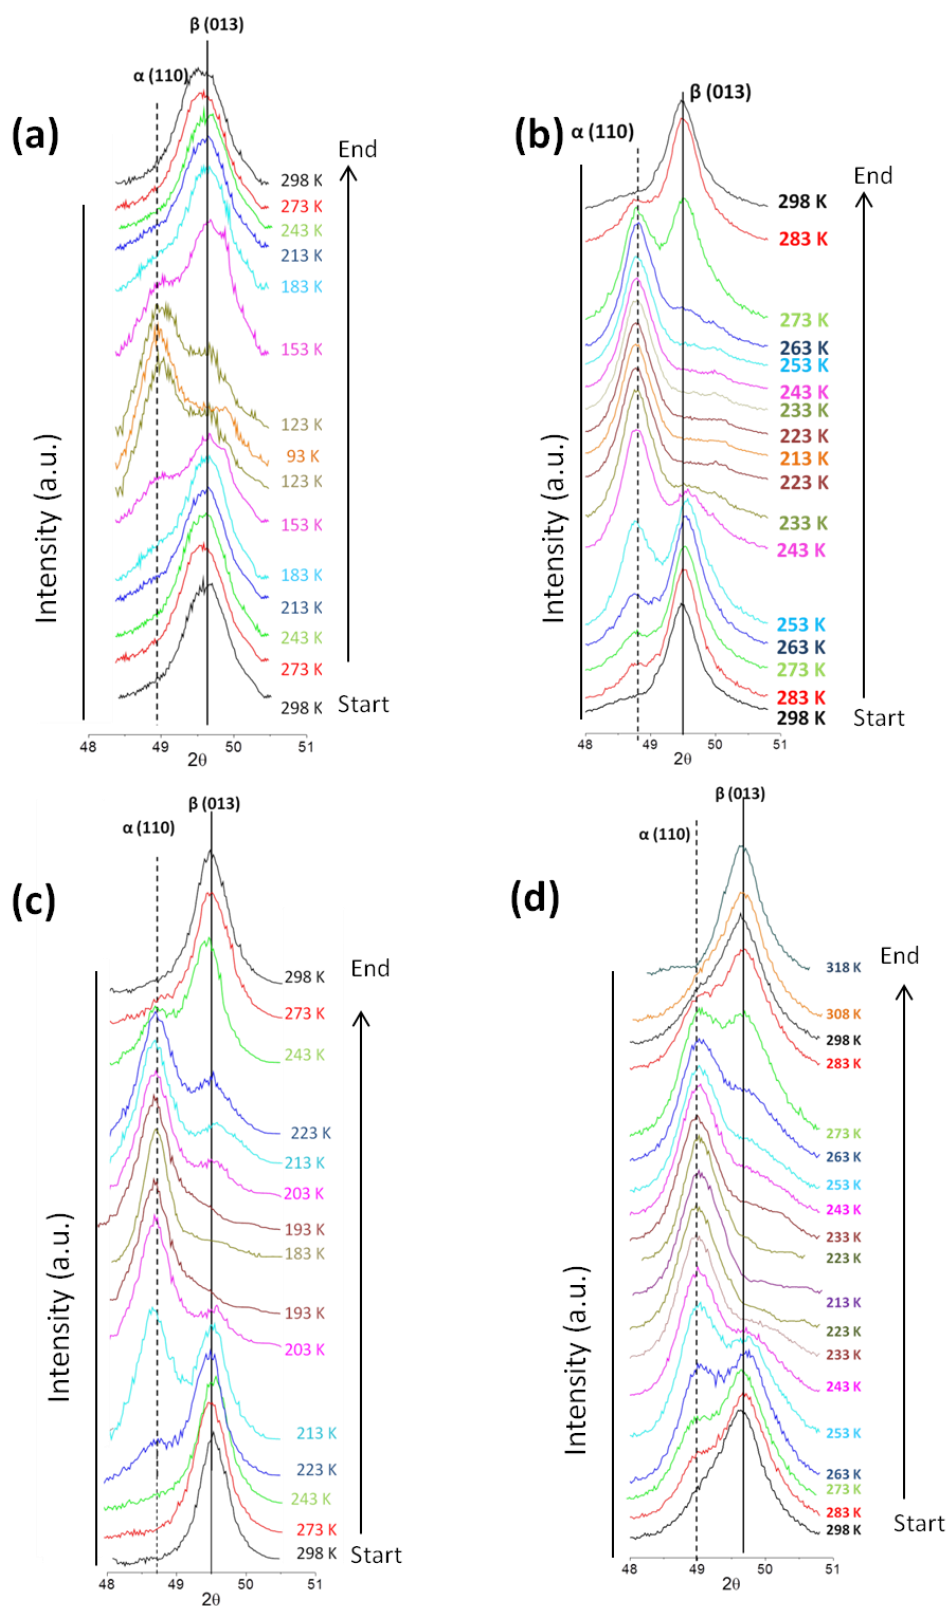 β (013)
α (110)
(a)
End
298 K
273 K
243 K
213 K
183 K
153 K
123 K
93 K
123 K
153 K
183 K
213 K
243 K
273 K
298 K
Start
Intensity (a.u.)
48 49 50 51
2θ
β (013)
α (110)
(b)
End
298 K
283 K
273 K
263 K
253 K
243 K
233 K
223 K
213 K
223 K
233 K
243 K
253 K
263 K
273 K
283 K
298 K
Start
Intensity (a.u.)
48 49 50 51
2θ
β (013)
α (110)
(c)
End
298 K
273 K
243 K
223 K
213 K
203 K
193 K
183 K
193 K
203 K
213 K
223 K
243 K
273 K
298 K
Start
Intensity (a.u.)
48 49 50 51
2θ
β (013)
α (110)
(d)
End
318 K
308 K
298 K
283 K
273 K
263 K
253 K
243 K
233 K
223 K
213 K
223 K
233 K
243 K
253 K
263 K
273 K
283 K
298 K
Start
Intensity (a.u.)
48 49 50 51
2θ